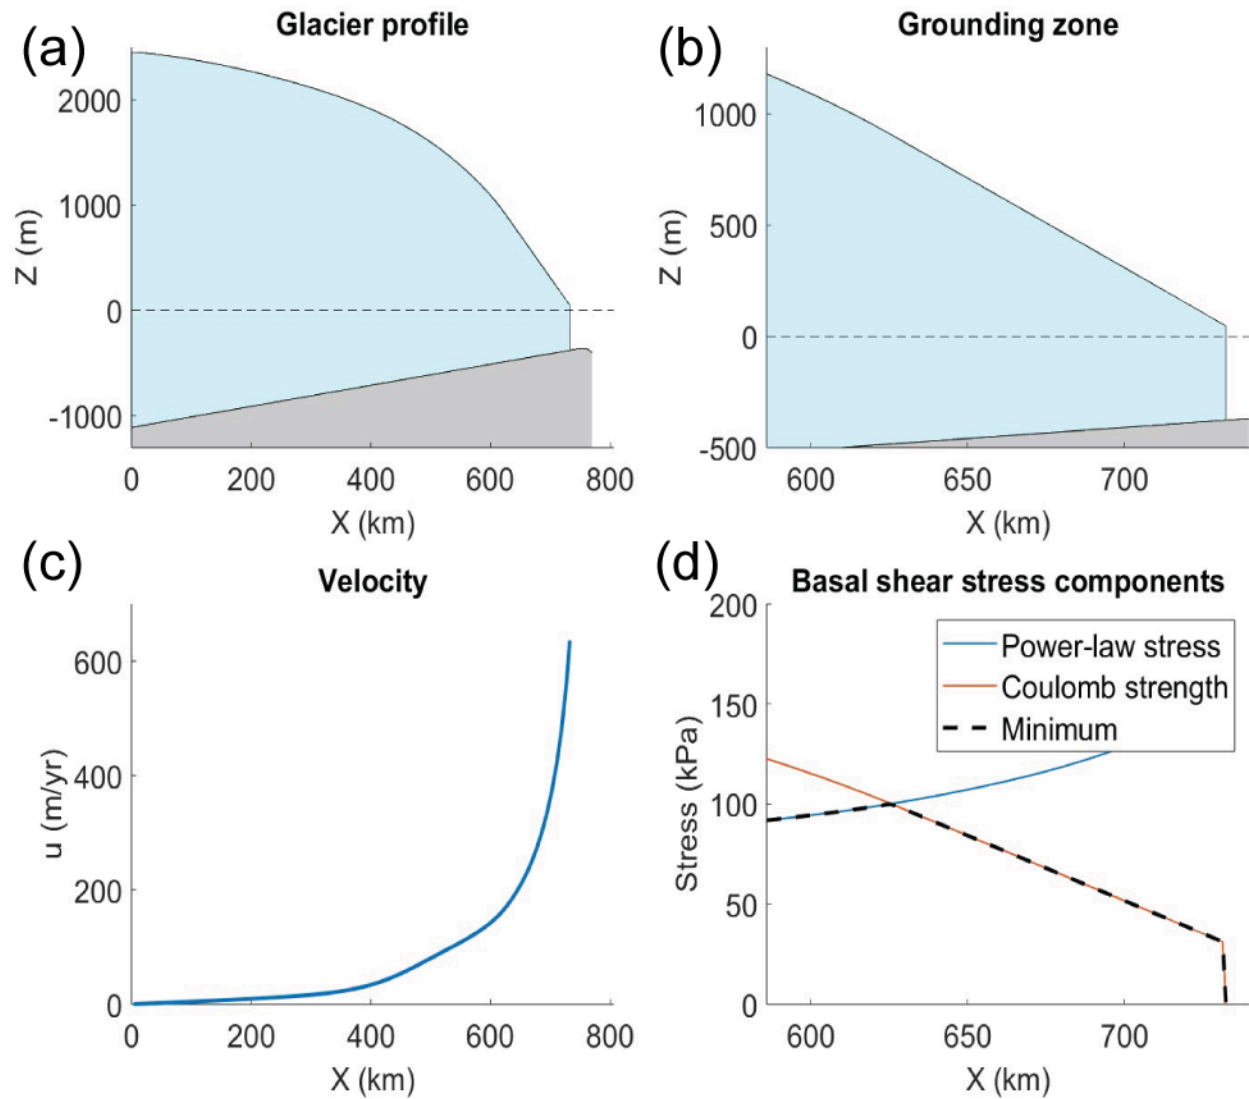 (a)
Glacier profile
2000
1000
0
-1000
Z (m)
0 200 400 600 800
X (km)
(b)
Grounding zone
1000
500
0
-500
Z (m)
600 650 700
X (km)
(c)
Velocity
600
400
200
0
u (m/yr)
0 200 400 600 800
X (km)
(d)
Basal shear stress components
200
150
100
50
0
Stress (kPa)
Power-law stress
Coulomb strength
Minimum
600 650 700
X (km)